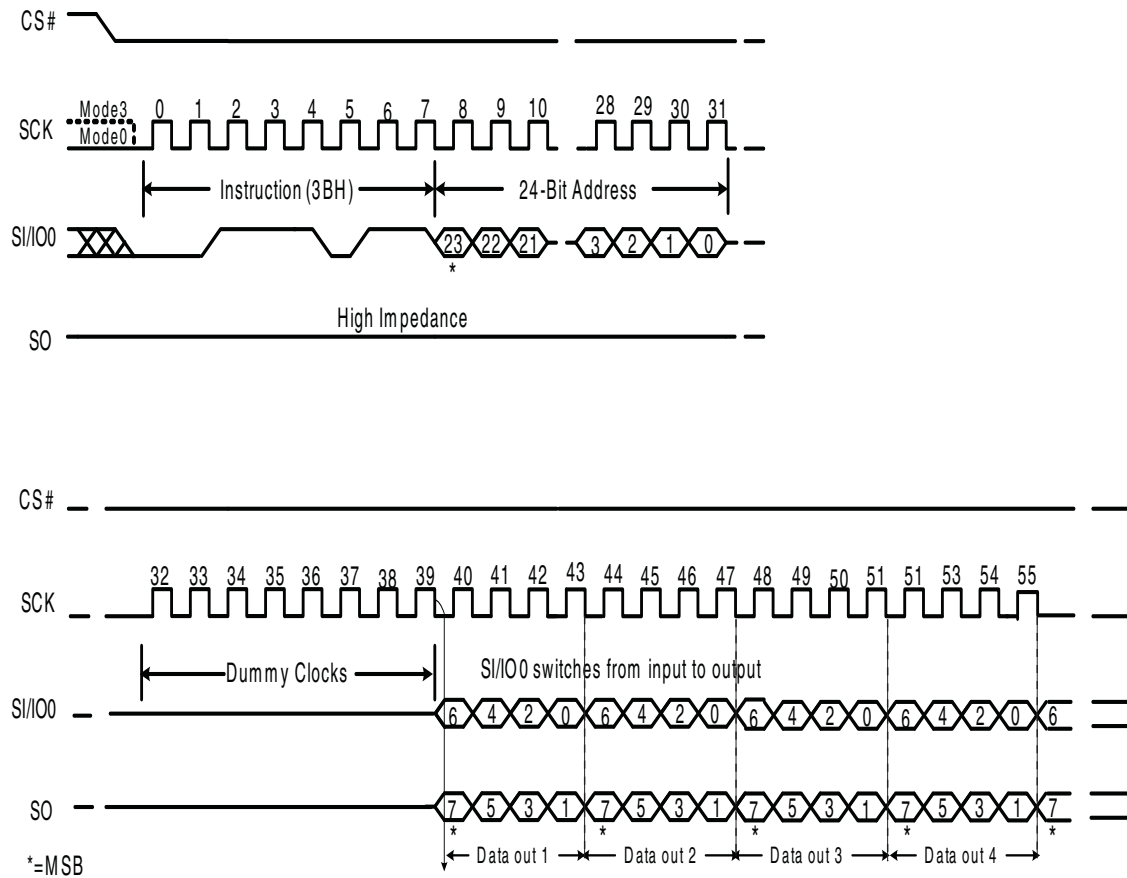 CS#
Mode3
SCK
Mode0
0 1 2 3 4 5 6 7 8 9 10 28 29 30 31
Instruction (3BH) 24-Bit Address
SI/IO0
23 22 21 3 2 1 0
*
High Impedance
SO
CS#
32 33 34 35 36 37 38 39 40 41 42 43 44 45 46 47 48 49 50 51 51 53 54 55
SCK
Dummy Clocks SI/IO0 switches from input to output
SI/IO0
6 4 2 0 6 4 2 0 6 4 2 0 6 4 2 0 6
SO
7 5 3 1 7 5 3 1 7 5 3 1 7 5 3 1 7
* * * * *
Data out 1 Data out 2 Data out 3 Data out 4
*=MSB